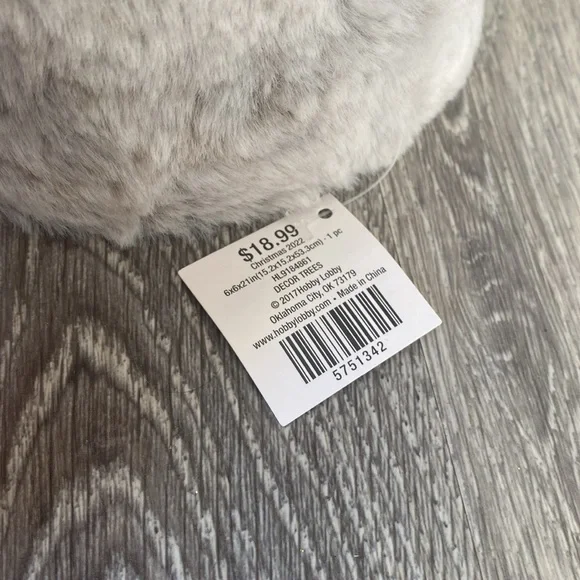 $18.99
Christmas 2022
6x6x21in(15.2x15.2x53.3cm) - 1 pc
HL9184861
DECOR TREES
© 2017Hobby Lobby
Oklahoma City, OK 73179
www.hobbylobby.com • Made in China
5751342